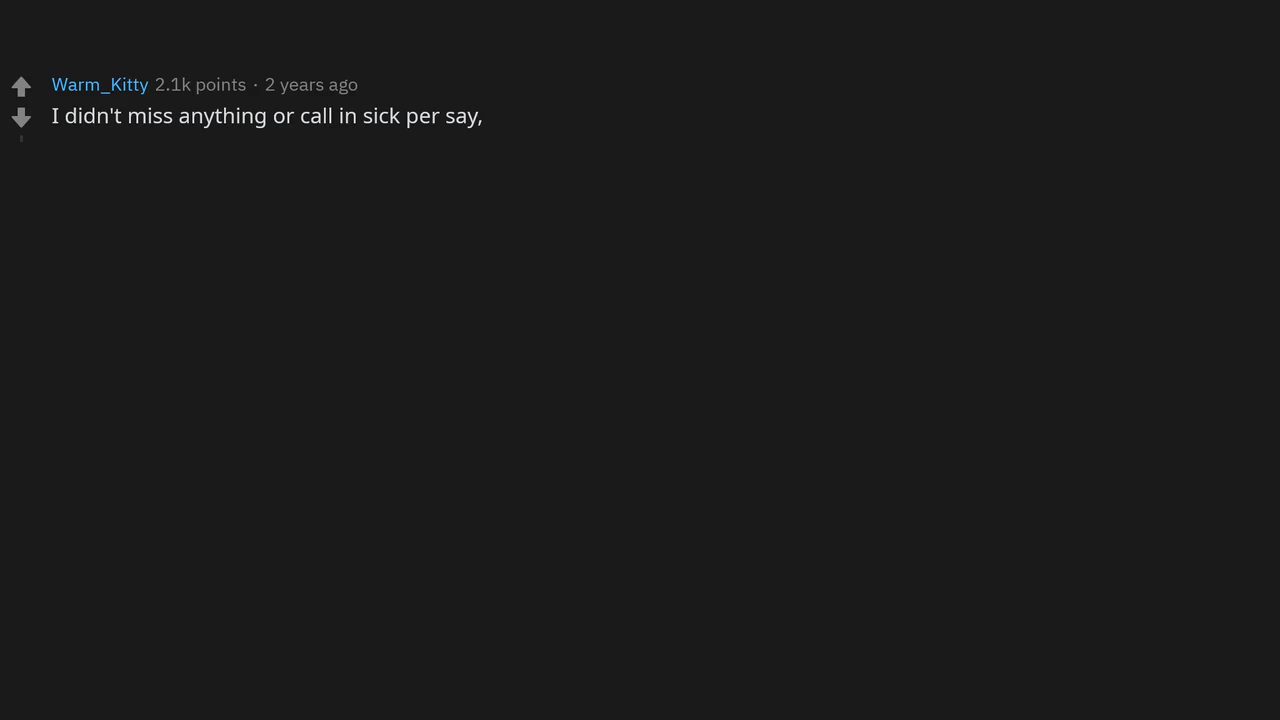 Warm_Kitty 2.1k points · 2 years ago
I didn't miss anything or call in sick per say,